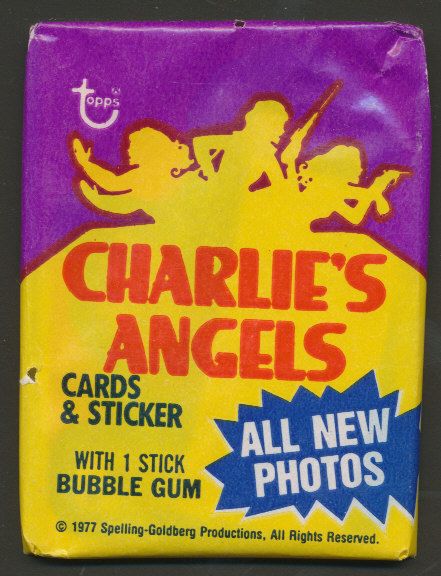 topps
CHARLIE'S
ANGELS
CARDS
& STICKER
WITH 1 STICK
BUBBLE GUM
ALL NEW
PHOTOS
© 1977 Spelling-Goldberg Productions, All Rights Reserved.